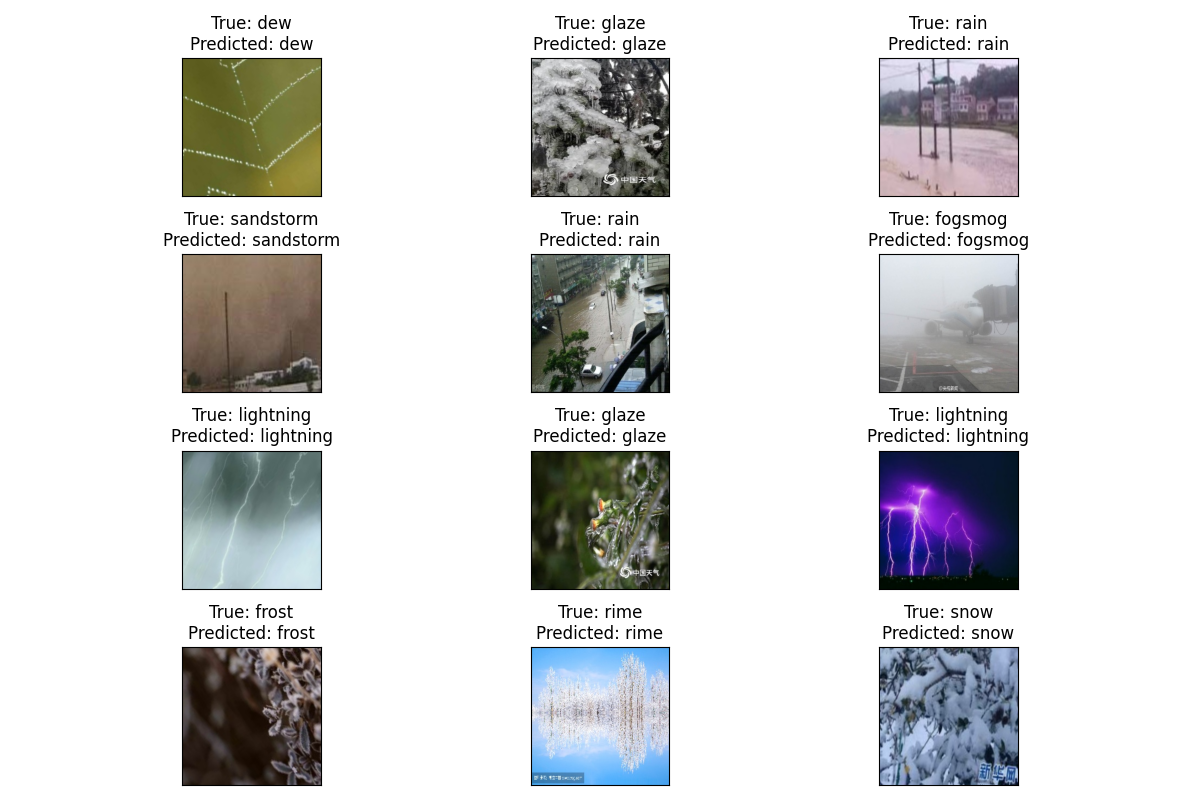 True: dew
Predicted: dew
True: glaze
Predicted: glaze
True: rain
Predicted: rain
中国天气
True: sandstorm
Predicted: sandstorm
True: rain
Predicted: rain
True: fogsmog
Predicted: fogsmog
True: lightning
Predicted: lightning
True: glaze
Predicted: glaze
True: lightning
Predicted: lightning
中国天气
True: frost
Predicted: frost
True: rime
Predicted: rime
True: snow
Predicted: snow
新华网